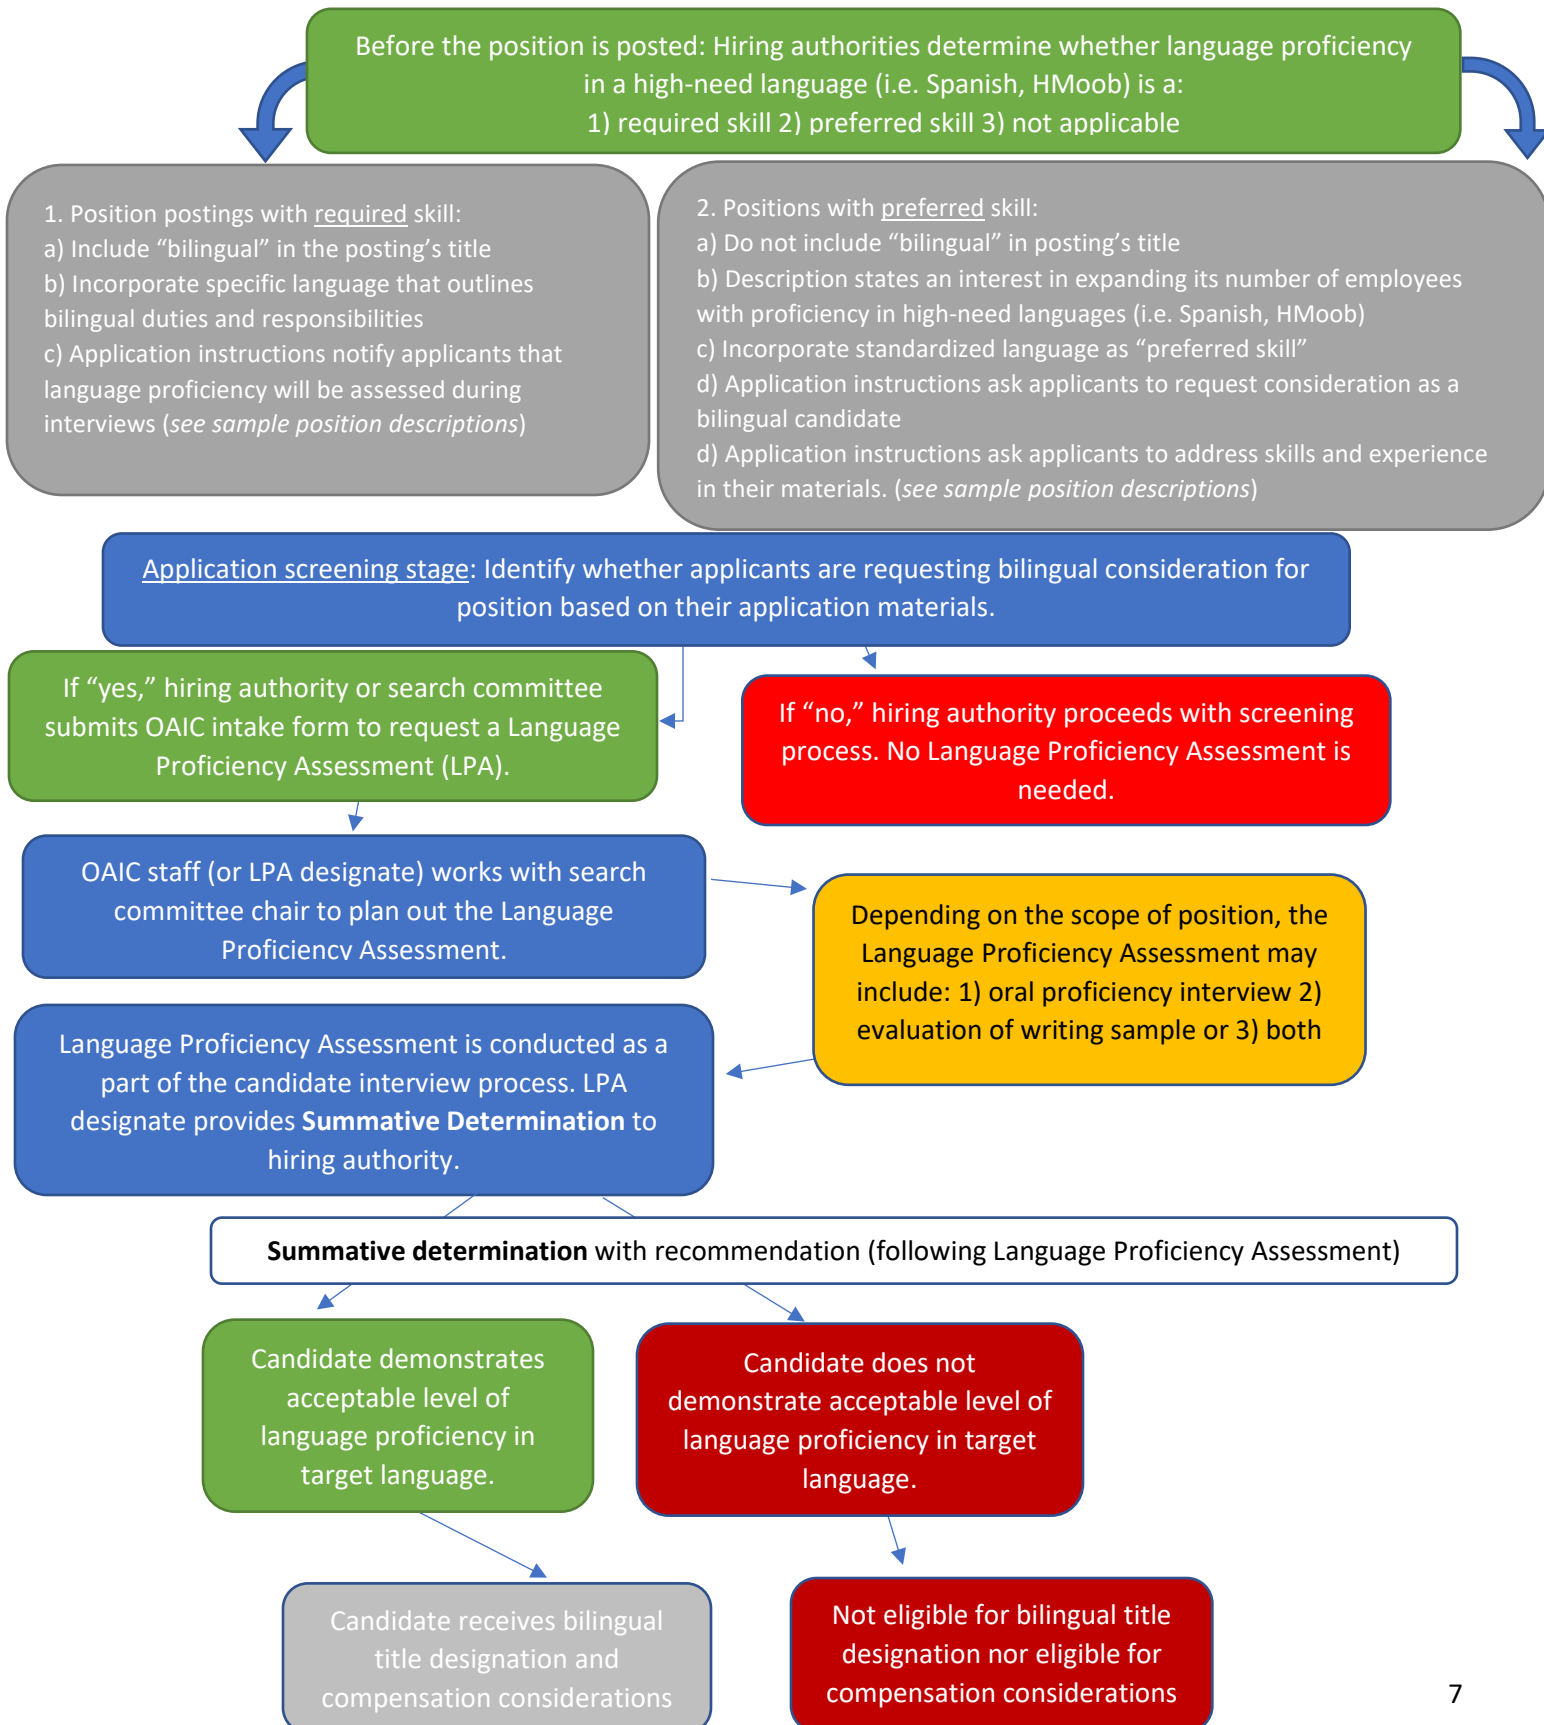 Before the position is posted: Hiring authorities determine whether language proficiency
in a high-need language (i.e. Spanish, HMoob) is a:
1) required skill 2) preferred skill 3) not applicable
1. Position postings with required skill:
a) Include “bilingual” in the posting’s title
b) Incorporate specific language that outlines
bilingual duties and responsibilities
c) Application instructions notify applicants that
language proficiency will be assessed during
interviews (see sample position descriptions)
2. Positions with preferred skill:
a) Do not include “bilingual” in posting’s title
b) Description states an interest in expanding its number of employees
with proficiency in high-need languages (i.e. Spanish, HMoob)
c) Incorporate standardized language as “preferred skill”
d) Application instructions ask applicants to request consideration as a
bilingual candidate
d) Application instructions ask applicants to address skills and experience
in their materials. (see sample position descriptions)
Application screening stage: Identify whether applicants are requesting bilingual consideration for
position based on their application materials.
If “yes,” hiring authority or search committee
submits OAIC intake form to request a Language
Proficiency Assessment (LPA).
If “no,” hiring authority proceeds with screening
process. No Language Proficiency Assessment is
needed.
OAIC staff (or LPA designate) works with search
committee chair to plan out the Language
Proficiency Assessment.
Depending on the scope of position, the
Language Proficiency Assessment may
include: 1) oral proficiency interview 2)
evaluation of writing sample or 3) both
Language Proficiency Assessment is conducted as a
part of the candidate interview process. LPA
designate provides Summative Determination to
hiring authority.
Summative determination with recommendation (following Language Proficiency Assessment)
Candidate demonstrates
acceptable level of
language proficiency in
target language.
Candidate does not
demonstrate acceptable level of
language proficiency in target
language.
Candidate receives bilingual
title designation and
compensation considerations
Not eligible for bilingual title
designation nor eligible for
compensation considerations
7